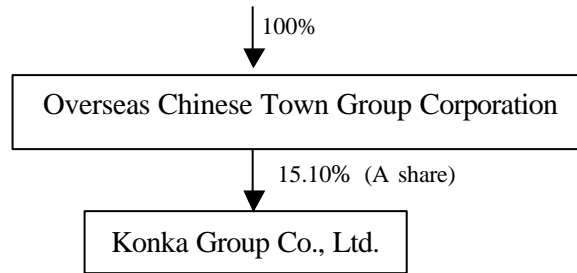 100%
Overseas Chinese Town Group Corporation
15.10% (A share)
Konka Group Co., Ltd.